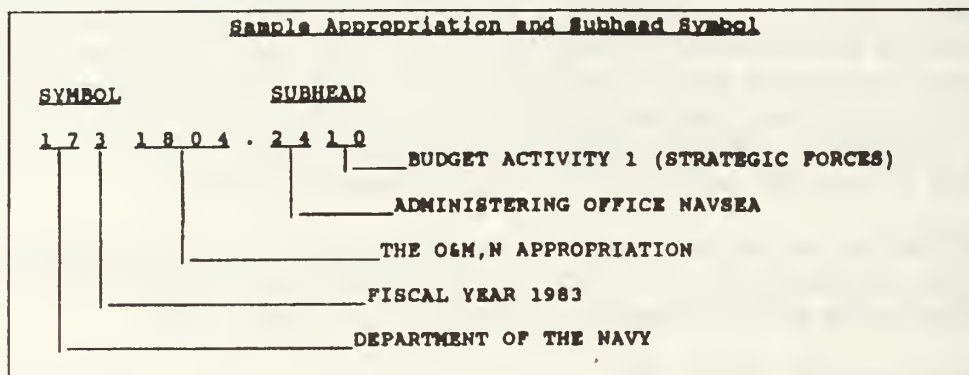 Sample Appropriation and Subhead Symbol
SYMBOL SUBHEAD
1 7 3 1 8 0 4 . 2 4 1 0
BUDGET ACTIVITY 1 (STRATEGIC FORCES)
ADMINISTERING OFFICE NAVSEA
THE O&M,N APPROPRIATION
FISCAL YEAR 1983
DEPARTMENT OF THE NAVY